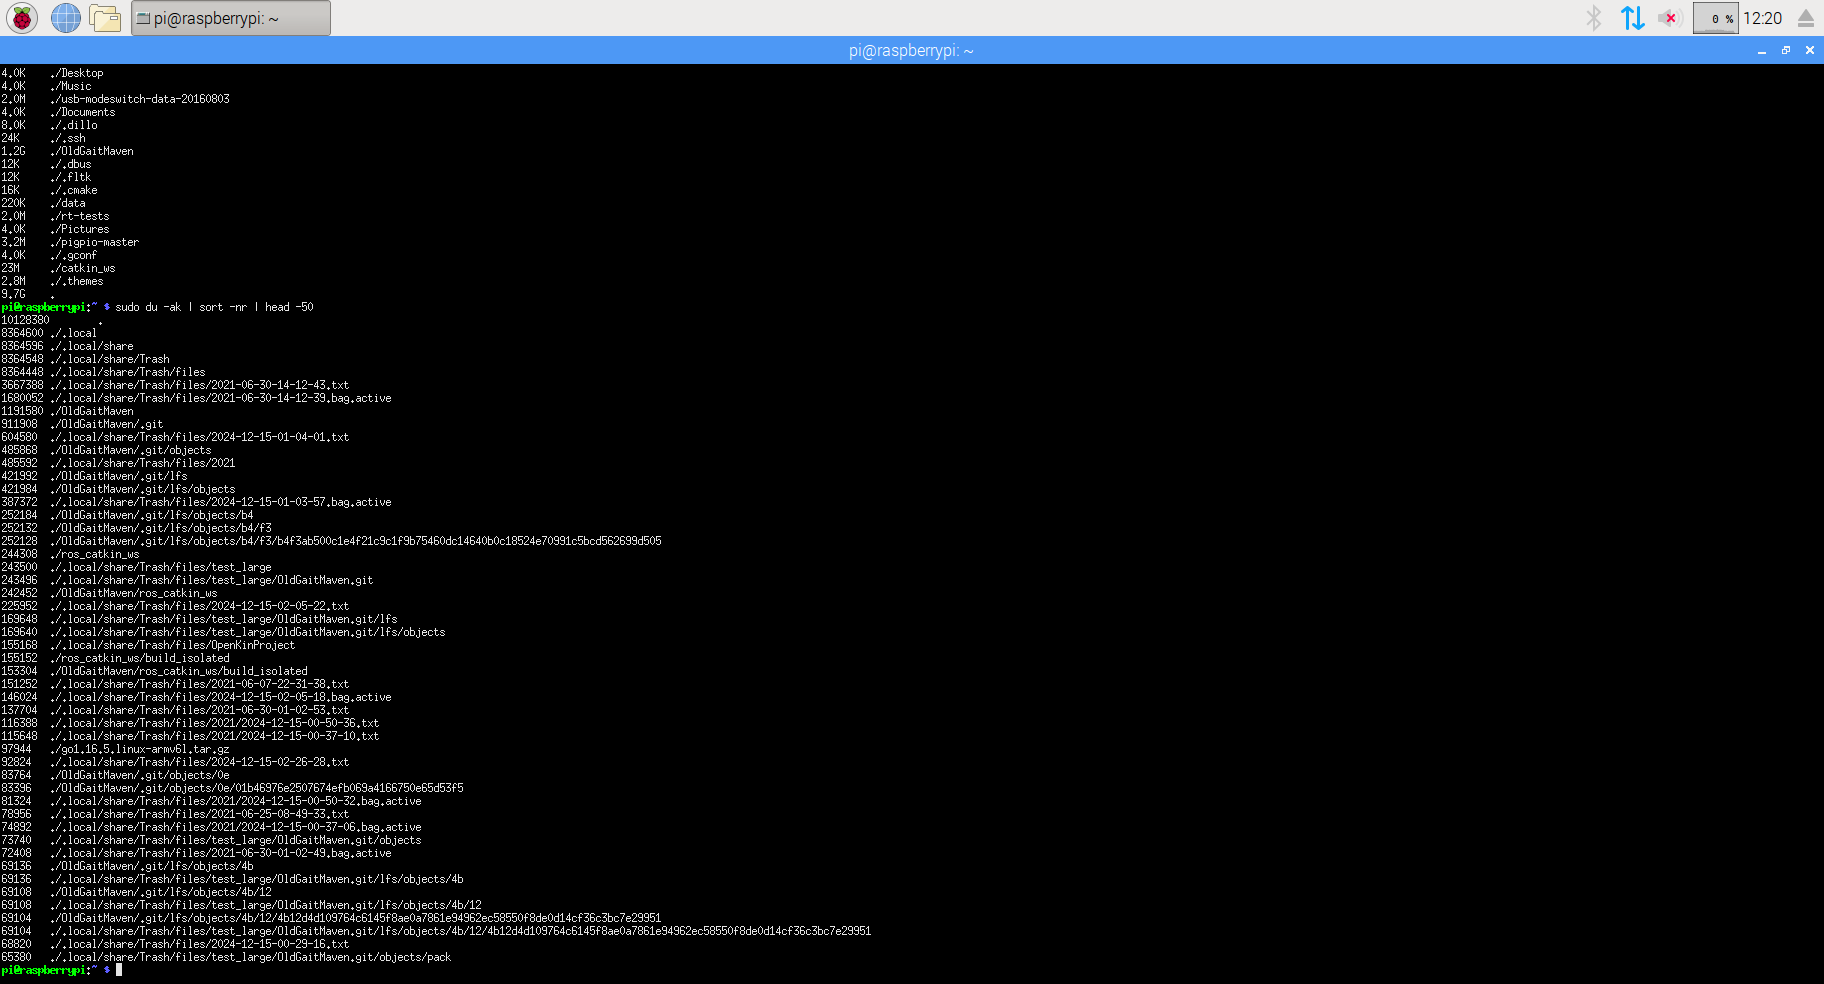 pi@raspberrypi: ~
0 %
12:20
pi@raspberrypi: ~
4.0K ./Desktop
4.0K ./Music
2.0M ./usb-modeswitch-data-20160803
4.0K ./Documents
8.0K ./.dillo
24K ./.ssh
1.2G ./OldGaitMaven
12K ./.dbus
12K ./.fltk
16K ./.cmake
220K ./data
2.0M ./rt-tests
4.0K ./Pictures
3.2M ./pigpio-master
4.0K ./.gconf
23M ./catkin_ws
2.8M ./.themes
9.7G .
pi@raspberrypi:~ $ sudo du -ak | sort -nr | head -50
10128380 .
8364600 ./.local
8364596 ./.local/share
8364548 ./.local/share/Trash
8364448 ./.local/share/Trash/files
3667388 ./.local/share/Trash/files/2021-06-30-14-12-43.txt
1680052 ./.local/share/Trash/files/2021-06-30-14-12-39.bag.active
1191580 ./OldGaitMaven
911908 ./OldGaitMaven/.git
604580 ./.local/share/Trash/files/2024-12-15-01-04-01.txt
485868 ./OldGaitMaven/.git/objects
485592 ./.local/share/Trash/files/2021
421992 ./OldGaitMaven/.git/lfs
421984 ./OldGaitMaven/.git/lfs/objects
387372 ./.local/share/Trash/files/2024-12-15-01-03-57.bag.active
252184 ./OldGaitMaven/.git/lfs/objects/b4
252132 ./OldGaitMaven/.git/lfs/objects/b4/f3
252128 ./OldGaitMaven/.git/lfs/objects/b4/f3/b4f3ab500c1e4f21c9c1f9b75460dc14640b0c18524e70991c5bcd562699d505
244308 ./ros_catkin_ws
243500 ./.local/share/Trash/files/test_large
243496 ./.local/share/Trash/files/test_large/OldGaitMaven.git
242452 ./OldGaitMaven/ros_catkin_ws
225952 ./.local/share/Trash/files/2024-12-15-02-05-22.txt
169648 ./.local/share/Trash/files/test_large/OldGaitMaven.git/lfs
169640 ./.local/share/Trash/files/test_large/OldGaitMaven.git/lfs/objects
155168 ./.local/share/Trash/files/OpenKinProject
155152 ./ros_catkin_ws/build_isolated
153304 ./OldGaitMaven/ros_catkin_ws/build_isolated
151252 ./.local/share/Trash/files/2021-06-07-22-31-38.txt
146024 ./.local/share/Trash/files/2024-12-15-02-05-18.bag.active
137704 ./.local/share/Trash/files/2021-06-30-01-02-53.txt
116388 ./.local/share/Trash/files/2021/2024-12-15-00-50-36.txt
115648 ./.local/share/Trash/files/2021/2024-12-15-00-37-10.txt
97944 ./go1.16.5.linux-armv6l.tar.gz
92824 ./.local/share/Trash/files/2024-12-15-02-26-28.txt
83764 ./OldGaitMaven/.git/objects/0e
83396 ./OldGaitMaven/.git/objects/0e/01b46976e2507674efb069a4166750e65d53f5
81324 ./.local/share/Trash/files/2021/2024-12-15-00-50-32.bag.active
78956 ./.local/share/Trash/files/2021-06-25-08-49-33.txt
74892 ./.local/share/Trash/files/2021/2024-12-15-00-37-06.bag.active
73740 ./.local/share/Trash/files/test_large/OldGaitMaven.git/objects
72408 ./.local/share/Trash/files/2021-06-30-01-02-49.bag.active
69136 ./OldGaitMaven/.git/lfs/objects/4b
69136 ./.local/share/Trash/files/test_large/OldGaitMaven.git/lfs/objects/4b
69108 ./OldGaitMaven/.git/lfs/objects/4b/12
69108 ./.local/share/Trash/files/test_large/OldGaitMaven.git/lfs/objects/4b/12
69104 ./OldGaitMaven/.git/lfs/objects/4b/12/4b12d4d109764c6145f8ae0a7861e94962ec58550f8de0d14cf36c3bc7e29951
69104 ./.local/share/Trash/files/test_large/OldGaitMaven.git/lfs/objects/4b/12/4b12d4d109764c6145f8ae0a7861e94962ec58550f8de0d14cf36c3bc7e29951
68820 ./.local/share/Trash/files/2024-12-15-00-29-16.txt
65380 ./.local/share/Trash/files/test_large/OldGaitMaven.git/objects/pack
pi@raspberrypi:~ $